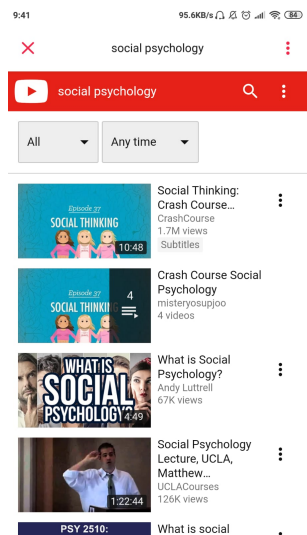 9:41
95.6KB/s
84
social psychology
social psychology
All
Any time
Episode 37
SOCIAL THINKING
10:48
Social Thinking:
Crash Course...
CrashCourse
1.7M views
Subtitles
Episode 37
SOCIAL THINKIN
4
Crash Course Social
Psychology
misteryosupjoo
4 videos
WHAT IS
SOCIAL
PSYCHOLOGY?
4:49
What is Social
Psychology?
Andy Luttrell
67K views
1:22:44
Social Psychology
Lecture, UCLA,
Matthew...
UCLACourses
126K views
PSY 2510:
What is social